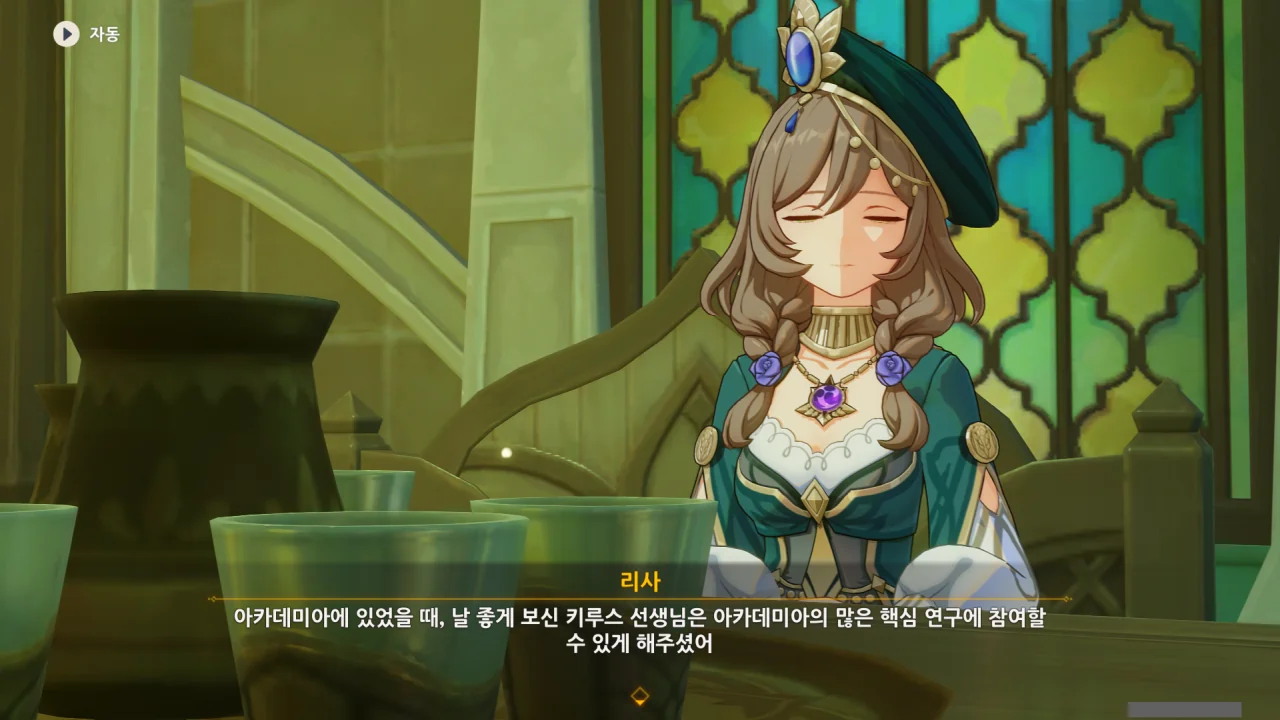 자동
리사
아카데미아에 있었을 때, 날 좋게 보신 키루스 선생님은 아카데미아의 많은 핵심 연구에 참여할
수 있게 해주셨어